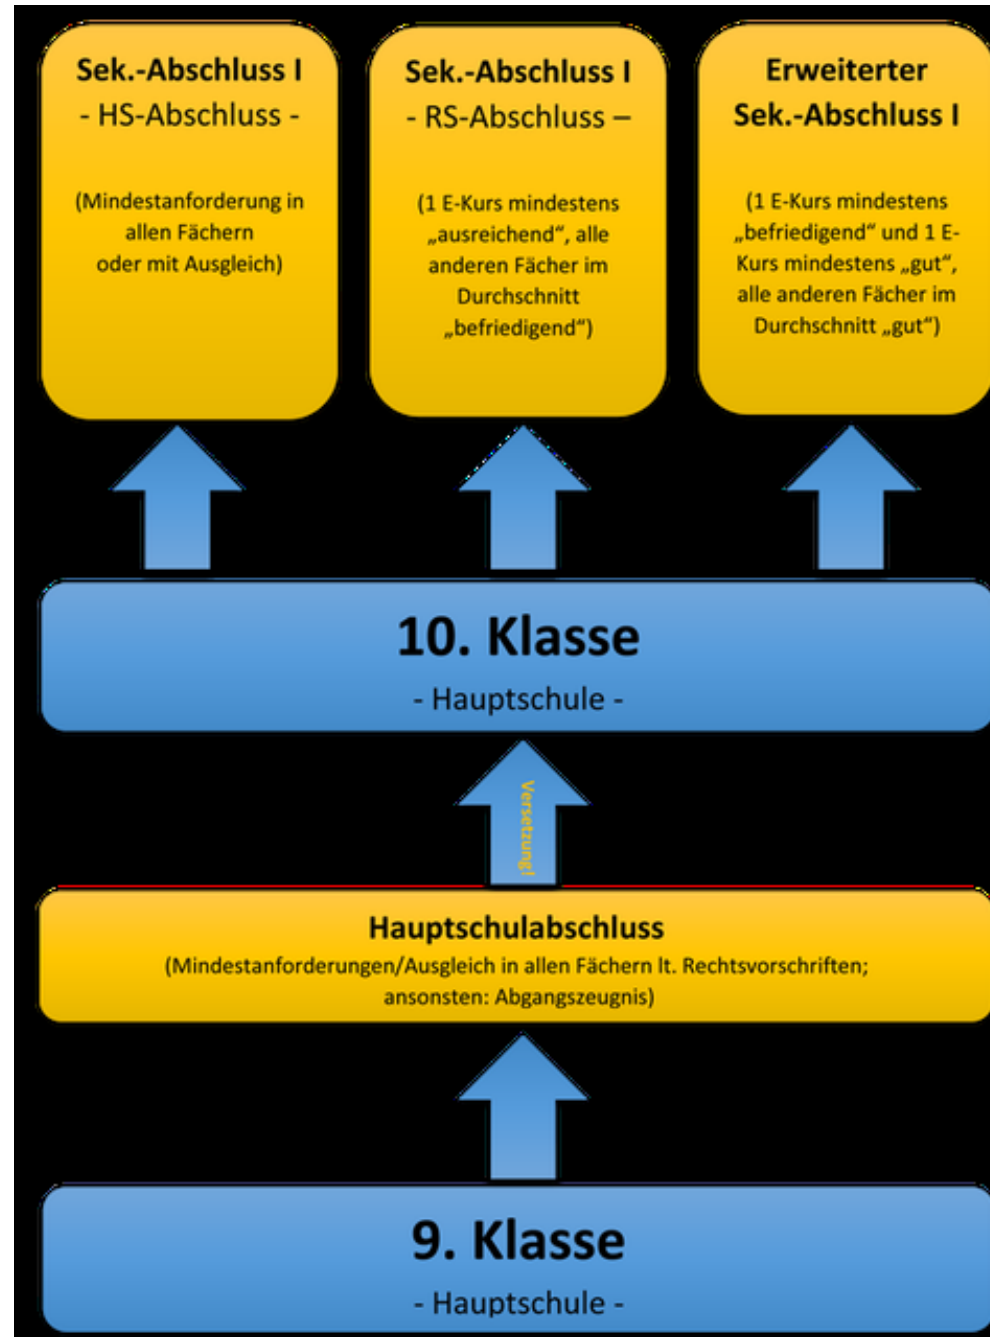 Sek.-Abschluss I
- HS-Abschluss -
(Mindestanforderung in
allen Fächern
oder mit Ausgleich)
Sek.-Abschluss I
- RS-Abschluss –
(1 E-Kurs mindestens
„ausreichend“, alle
anderen Fächer im
Durchschnitt
„befriedigend“)
Erweiterter
Sek.-Abschluss I
(1 E-Kurs mindestens
„befriedigend“ und 1 E-
Kurs mindestens „gut“,
alle anderen Fächer im
Durchschnitt „gut“)
10. Klasse
- Hauptschule -
Versetzung!
Hauptschulabschluss
(Mindestanforderungen/Ausgleich in allen Fächern lt. Rechtsvorschriften;
ansonsten: Abgangszeugnis)
9. Klasse
- Hauptschule -